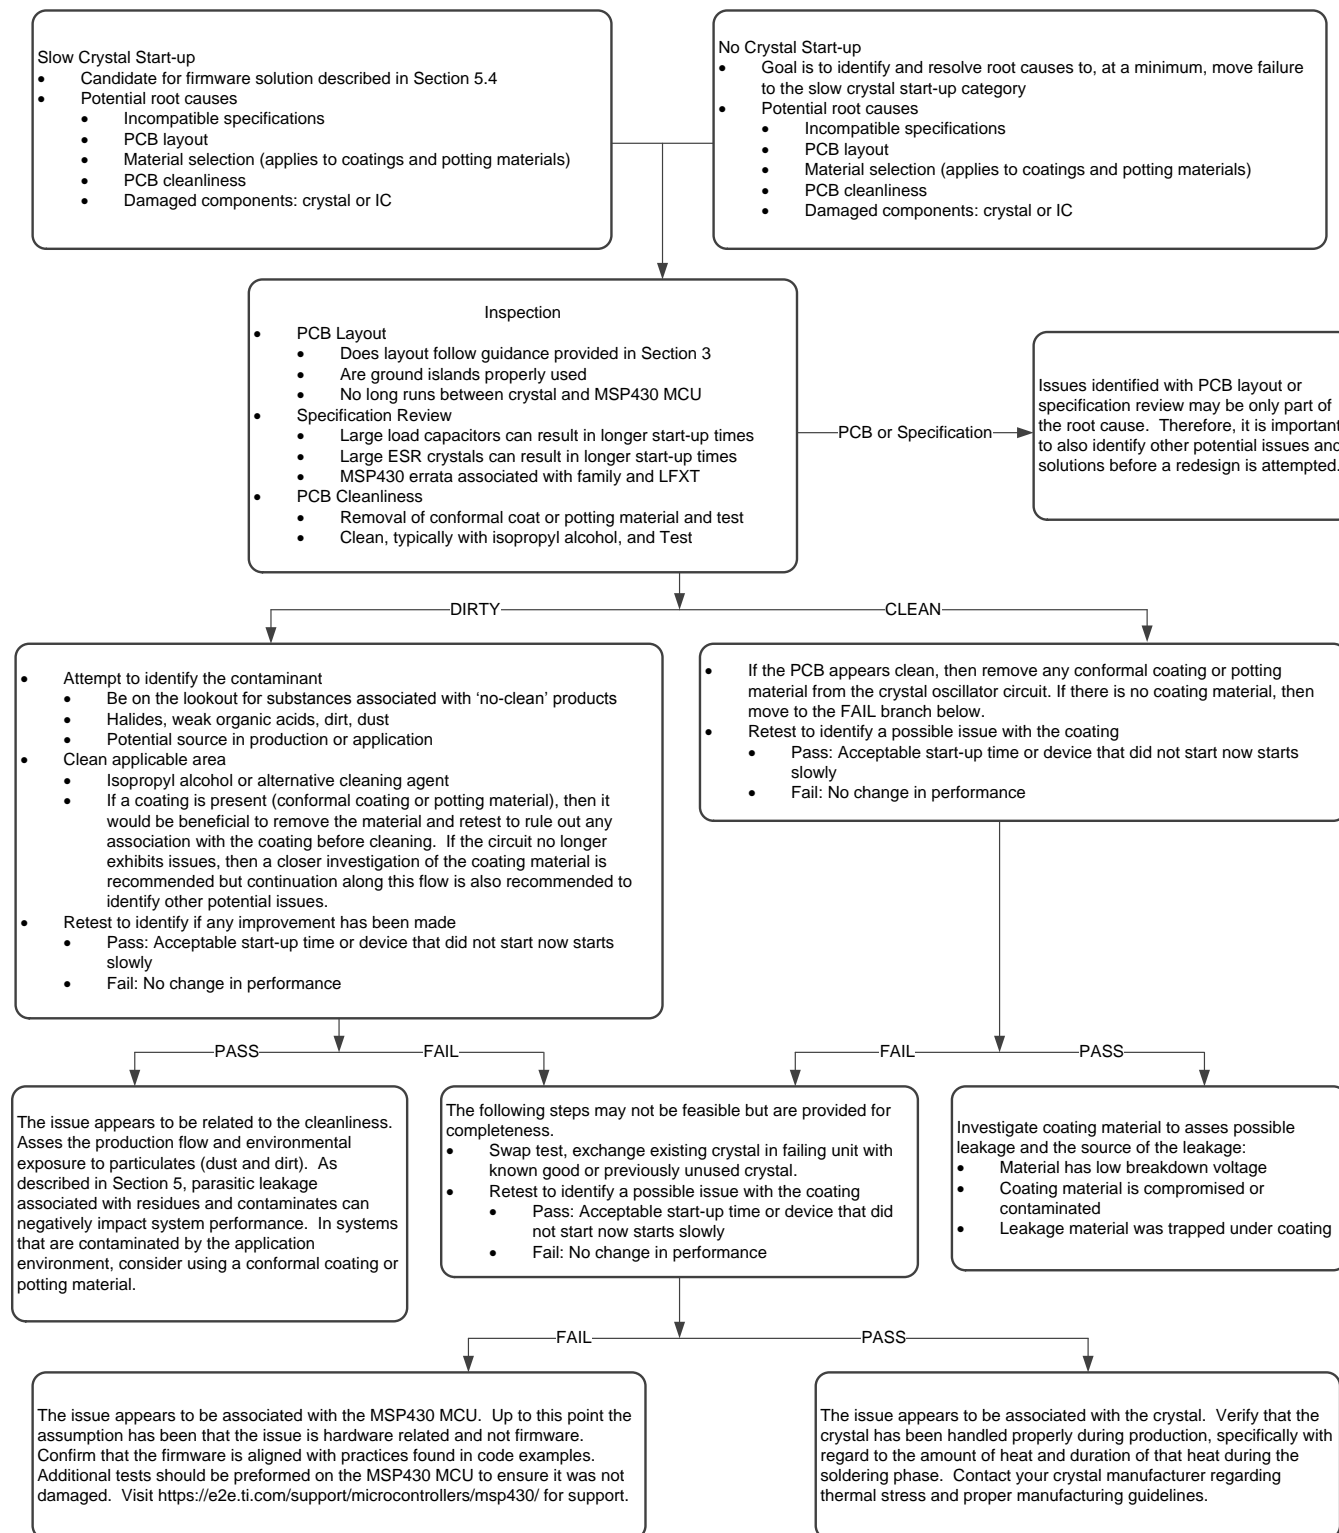 Slow Crystal Start-up
• Candidate for firmware solution described in Section 5.4
• Potential root causes
• Incompatible specifications
• PCB layout
• Material selection (applies to coatings and potting materials)
• PCB cleanliness
• Damaged components: crystal or IC
No Crystal Start-up
• Goal is to identify and resolve root causes to, at a minimum, move failure
to the slow crystal start-up category
• Potential root causes
• Incompatible specifications
• PCB layout
• Material selection (applies to coatings and potting materials)
• PCB cleanliness
• Damaged components: crystal or IC
Inspection
• PCB Layout
• Does layout follow guidance provided in Section 3
• Are ground islands properly used
• No long runs between crystal and MSP430 MCU
• Specification Review
• Large load capacitors can result in longer start-up times
• Large ESR crystals can result in longer start-up times
• MSP430 errata associated with family and LFXT
• PCB Cleanliness
• Removal of conformal coat or potting material and test
• Clean, typically with isopropyl alcohol, and Test
PCB or Specification
Issues identified with PCB layout or
specification review may be only part of
the root cause. Therefore, it is important
to also identify other potential issues and
solutions before a redesign is attempted.
DIRTY
CLEAN
• Attempt to identify the contaminant
• Be on the lookout for substances associated with ‘no-clean’ products
• Halides, weak organic acids, dirt, dust
• Potential source in production or application
• Clean applicable area
• Isopropyl alcohol or alternative cleaning agent
• If a coating is present (conformal coating or potting material), then it
would be beneficial to remove the material and retest to rule out any
association with the coating before cleaning. If the circuit no longer
exhibits issues, then a closer investigation of the coating material is
recommended but continuation along this flow is also recommended to
identify other potential issues.
• Retest to identify if any improvement has been made
• Pass: Acceptable start-up time or device that did not start now starts
slowly
• Fail: No change in performance
• If the PCB appears clean, then remove any conformal coating or potting
material from the crystal oscillator circuit. If there is no coating material, then
move to the FAIL branch below.
• Retest to identify a possible issue with the coating
• Pass: Acceptable start-up time or device that did not start now starts
slowly
• Fail: No change in performance
PASS
FAIL
FAIL
PASS
The issue appears to be related to the cleanliness.
Asses the production flow and environmental
exposure to particulates (dust and dirt). As
described in Section 5, parasitic leakage
associated with residues and contaminates can
negatively impact system performance. In systems
that are contaminated by the application
environment, consider using a conformal coating or
potting material.
The following steps may not be feasible but are provided for
completeness.
• Swap test, exchange existing crystal in failing unit with
known good or previously unused crystal.
• Retest to identify a possible issue with the coating
• Pass: Acceptable start-up time or device that did
not start now starts slowly
• Fail: No change in performance
Investigate coating material to asses possible
leakage and the source of the leakage:
• Material has low breakdown voltage
• Coating material is compromised or
contaminated
• Leakage material was trapped under coating
FAIL
PASS
The issue appears to be associated with the MSP430 MCU. Up to this point the
assumption has been that the issue is hardware related and not firmware.
Confirm that the firmware is aligned with practices found in code examples.
Additional tests should be preformed on the MSP430 MCU to ensure it was not
damaged. Visit https://e2e.ti.com/support/microcontrollers/msp430/ for support.
The issue appears to be associated with the crystal. Verify that the
crystal has been handled properly during production, specifically with
regard to the amount of heat and duration of that heat during the
soldering phase. Contact your crystal manufacturer regarding
thermal stress and proper manufacturing guidelines.